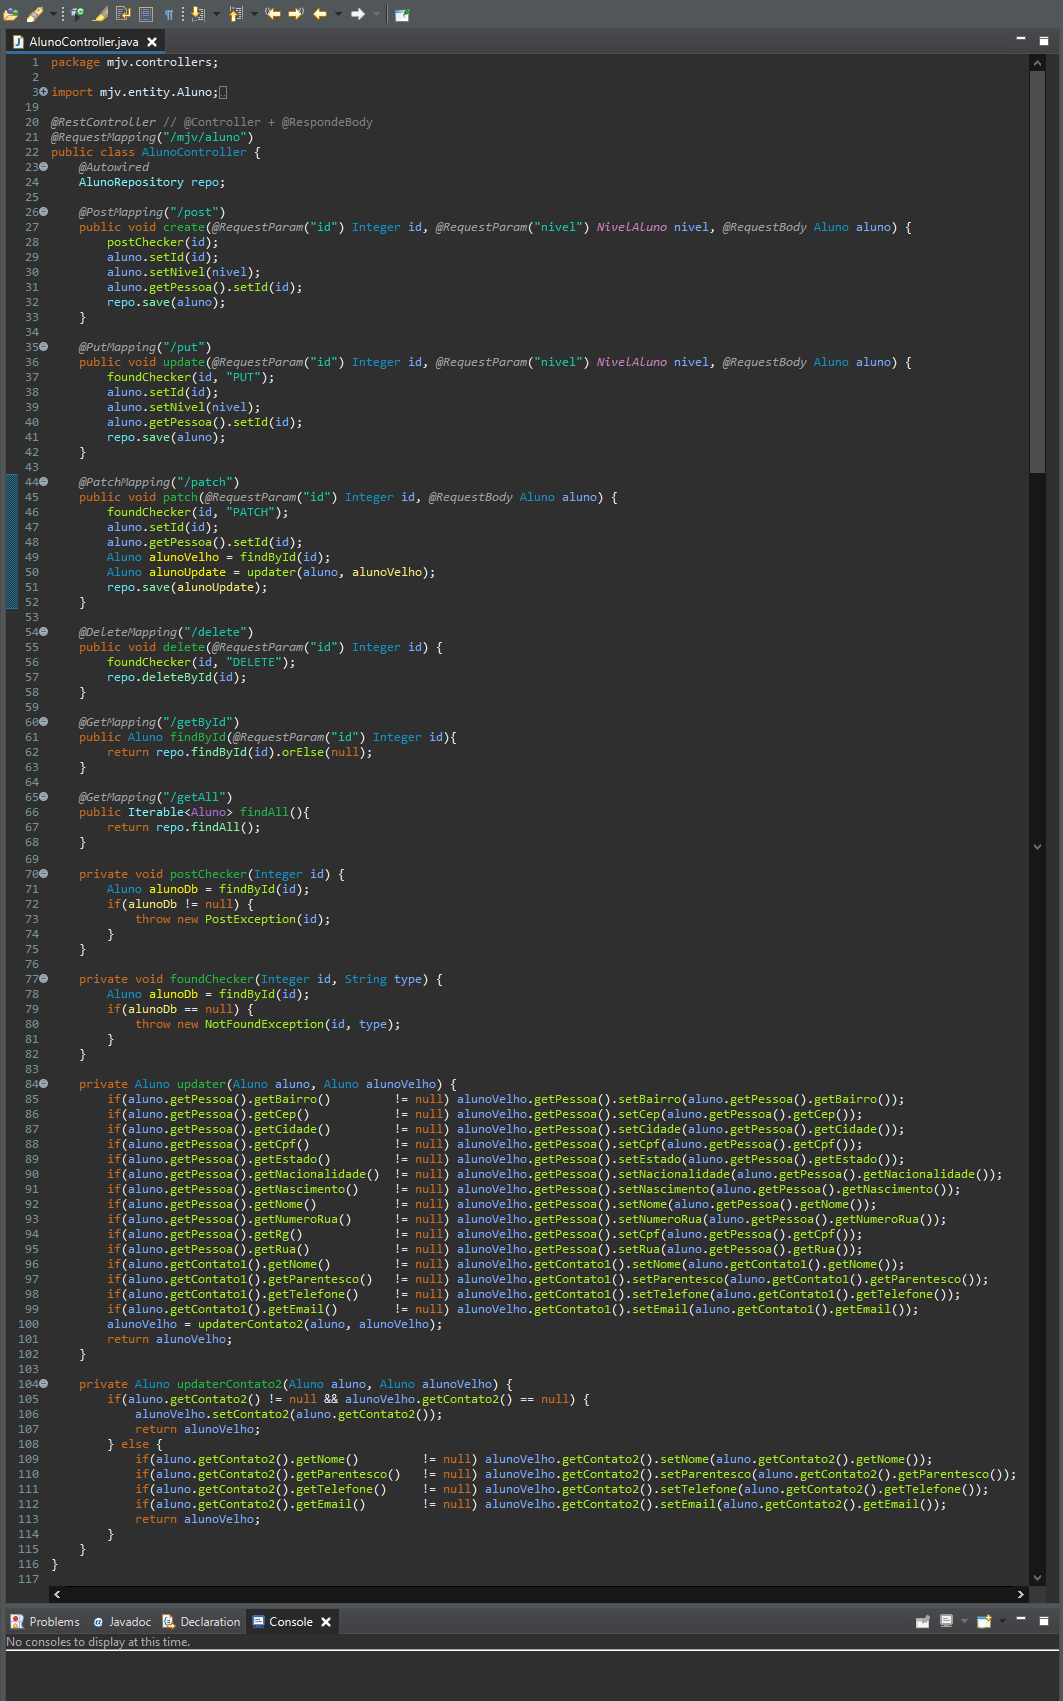 AlunoController.java
1 package mjv.controllers;
2
3 import mjv.entity.Aluno;
19
20 @RestController // @Controller + @RespondeBody
21 @RequestMapping("/mjv/aluno")
22 public class AlunoController {
23 @Autowired
24 AlunoRepository repo;
25
26 @PostMapping("/post")
27 public void create(@RequestParam("id") Integer id, @RequestParam("nivel") NivelAluno nivel, @RequestBody Aluno aluno) {
28 postChecker(id);
29 aluno.setId(id);
30 aluno.setNivel(nivel);
31 aluno.getPessoa().setId(id);
32 repo.save(aluno);
33 }
34
35 @PutMapping("/put")
36 public void update(@RequestParam("id") Integer id, @RequestParam("nivel") NivelAluno nivel, @RequestBody Aluno aluno) {
37 foundChecker(id, "PUT");
38 aluno.setId(id);
39 aluno.setNivel(nivel);
40 aluno.getPessoa().setId(id);
41 repo.save(aluno);
42 }
43
44 @PatchMapping("/patch")
45 public void patch(@RequestParam("id") Integer id, @RequestBody Aluno aluno) {
46 foundChecker(id, "PATCH");
47 aluno.setId(id);
48 aluno.getPessoa().setId(id);
49 Aluno alunoVelho = findById(id);
50 Aluno alunoUpdate = updater(aluno, alunoVelho);
51 repo.save(alunoUpdate);
52 }
53
54 @DeleteMapping("/delete")
55 public void delete(@RequestParam("id") Integer id) {
56 foundChecker(id, "DELETE");
57 repo.deleteById(id);
58 }
59
60 @GetMapping("/getById")
61 public Aluno findById(@RequestParam("id") Integer id){
62 return repo.findById(id).orElse(null);
63 }
64
65 @GetMapping("/getAll")
66 public Iterable<Aluno> findAll(){
67 return repo.findAll();
68 }
69
70 private void postChecker(Integer id) {
71 Aluno alunoDb = findById(id);
72 if(alunoDb != null) {
73 throw new PostException(id);
74 }
75 }
76
77 private void foundChecker(Integer id, String type) {
78 Aluno alunoDb = findById(id);
79 if(alunoDb == null) {
80 throw new NotFoundException(id, type);
81 }
82 }
83
84 private Aluno updater(Aluno aluno, Aluno alunoVelho) {
85 if(aluno.getPessoa().getBairro() != null) alunoVelho.getPessoa().setBairro(aluno.getPessoa().getBairro());
86 if(aluno.getPessoa().getCep() != null) alunoVelho.getPessoa().setCep(aluno.getPessoa().getCep());
87 if(aluno.getPessoa().getCidade() != null) alunoVelho.getPessoa().setCidade(aluno.getPessoa().getCidade());
88 if(aluno.getPessoa().getCpf() != null) alunoVelho.getPessoa().setCpf(aluno.getPessoa().getCpf());
89 if(aluno.getPessoa().getEstado() != null) alunoVelho.getPessoa().setEstado(aluno.getPessoa().getEstado());
90 if(aluno.getPessoa().getNacionalidade() != null) alunoVelho.getPessoa().setNacionalidade(aluno.getPessoa().getNacionalidade());
91 if(aluno.getPessoa().getNascimento() != null) alunoVelho.getPessoa().setNascimento(aluno.getPessoa().getNascimento());
92 if(aluno.getPessoa().getNome() != null) alunoVelho.getPessoa().setNome(aluno.getPessoa().getNome());
93 if(aluno.getPessoa().getNumeroRua() != null) alunoVelho.getPessoa().setNumeroRua(aluno.getPessoa().getNumeroRua());
94 if(aluno.getPessoa().getRg() != null) alunoVelho.getPessoa().setCpf(aluno.getPessoa().getCpf());
95 if(aluno.getPessoa().getRua() != null) alunoVelho.getPessoa().setRua(aluno.getPessoa().getRua());
96 if(aluno.getContato1().getNome() != null) alunoVelho.getContato1().setNome(aluno.getContato1().getNome());
97 if(aluno.getContato1().getParentesco() != null) alunoVelho.getContato1().setParentesco(aluno.getContato1().getParentesco());
98 if(aluno.getContato1().getTelefone() != null) alunoVelho.getContato1().setTelefone(aluno.getContato1().getTelefone());
99 if(aluno.getContato1().getEmail() != null) alunoVelho.getContato1().setEmail(aluno.getContato1().getEmail());
100 alunoVelho = updaterContato2(aluno, alunoVelho);
101 return alunoVelho;
102 }
103
104 private Aluno updaterContato2(Aluno aluno, Aluno alunoVelho) {
105 if(aluno.getContato2() != null && alunoVelho.getContato2() == null) {
106 alunoVelho.setContato2(aluno.getContato2());
107 return alunoVelho;
108 } else {
109 if(aluno.getContato2().getNome() != null) alunoVelho.getContato2().setNome(aluno.getContato2().getNome());
110 if(aluno.getContato2().getParentesco() != null) alunoVelho.getContato2().setParentesco(aluno.getContato2().getParentesco());
111 if(aluno.getContato2().getTelefone() != null) alunoVelho.getContato2().setTelefone(aluno.getContato2().getTelefone());
112 if(aluno.getContato2().getEmail() != null) alunoVelho.getContato2().setEmail(aluno.getContato2().getEmail());
113 return alunoVelho;
114 }
115 }
116 }
117
Problems Javadoc Declaration Console
No consoles to display at this time.